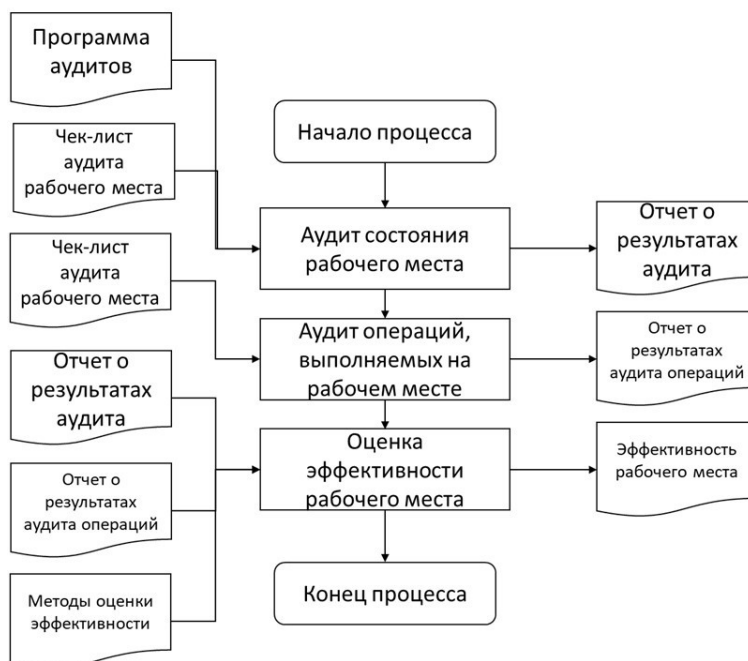 Программа
аудитов
Чек-лист
аудита
рабочего места
Чек-лист
аудита
рабочего места
Отчет о
результатах
аудита
Отчет о
результатах
аудита операций
Методы оценки
эффективности
Начало процесса
Аудит состояния
рабочего места
Аудит операций,
выполняемых на
рабочем месте
Оценка
эффективности
рабочего места
Конец процесса
Отчет о
результатах
аудита
Отчет о
результатах
аудита операций
Эффективность
рабочего места